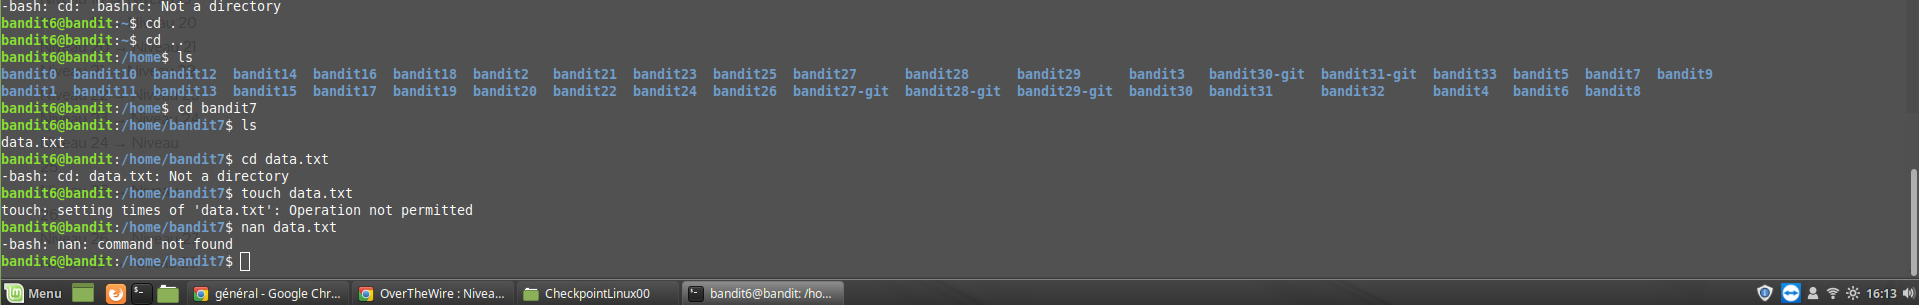 -bash: cd: .bashrc: Not a directory
bandit6@bandit:~$ cd .
bandit6@bandit:~$ cd ..
bandit6@bandit:/home$ ls
bandit0 bandit10 bandit12 bandit14 bandit16 bandit18 bandit2 bandit21 bandit23 bandit25 bandit27 bandit28 bandit29 bandit3 bandit30-git bandit31-git bandit33 bandit5 bandit7 bandit9
bandit1 bandit11 bandit13 bandit15 bandit17 bandit19 bandit20 bandit22 bandit24 bandit26 bandit27-git bandit28-git bandit29-git bandit30 bandit31 bandit32 bandit4 bandit6 bandit8
bandit6@bandit:/home$ cd bandit7
bandit6@bandit:/home/bandit7$ ls
data.txt
bandit6@bandit:/home/bandit7$ cd data.txt
-bash: cd: data.txt: Not a directory
bandit6@bandit:/home/bandit7$ touch data.txt
touch: setting times of 'data.txt': Operation not permitted
bandit6@bandit:/home/bandit7$ nan data.txt
-bash: nan: command not found
bandit6@bandit:/home/bandit7$
Menu général - Google Chr... OverTheWire : Nivea... CheckpointLinux00 bandit6@bandit: /ho... 16:13